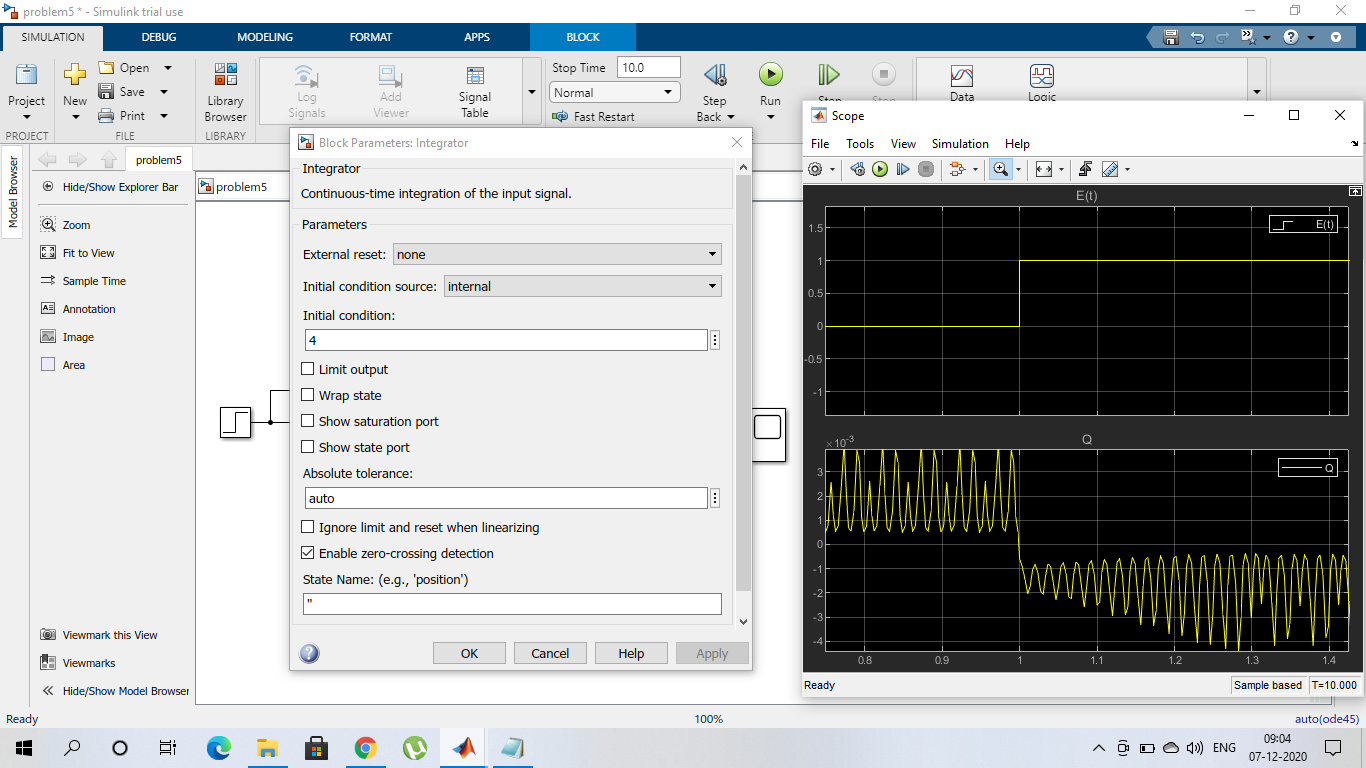 problem5 * - Simulink trial use
SIMULATION DEBUG MODELING FORMAT APPS BLOCK
Project
New
Open
Save
Print
Library
Browser
Log
Signals
Add
Viewer
Signal
Table
Stop Time 10.0
Normal
Fast Restart
Step
Back
Run
Step
Stop
Data
Logic
PROJECT FILE LIBRARY
Model Browser
problem5
Hide/Show Explorer Bar
problem5
Zoom
Fit to View
Sample Time
Annotation
Image
Area
Viewmark this View
Viewmarks
Hide/Show Model Browser
Block Parameters: Integrator
Integrator
Continuous-time integration of the input signal.
Parameters
External reset: none
Initial condition source: internal
Initial condition:
4
Limit output
Wrap state
Show saturation port
Show state port
Absolute tolerance:
auto
Ignore limit and reset when linearizing
Enable zero-crossing detection
State Name: (e.g., 'position')
''
OK Cancel Help Apply
Scope
File Tools View Simulation Help
E(t)
E(t)
1.5
1
0.5
0
-0.5
-1
×10-3
Q
Q
3
2
1
0
-1
-2
-3
-4
0.8 0.9 1 1.1 1.2 1.3 1.4
Ready Sample based T=10.000
Ready 100% auto(ode45)
ENG
09:04
07-12-2020